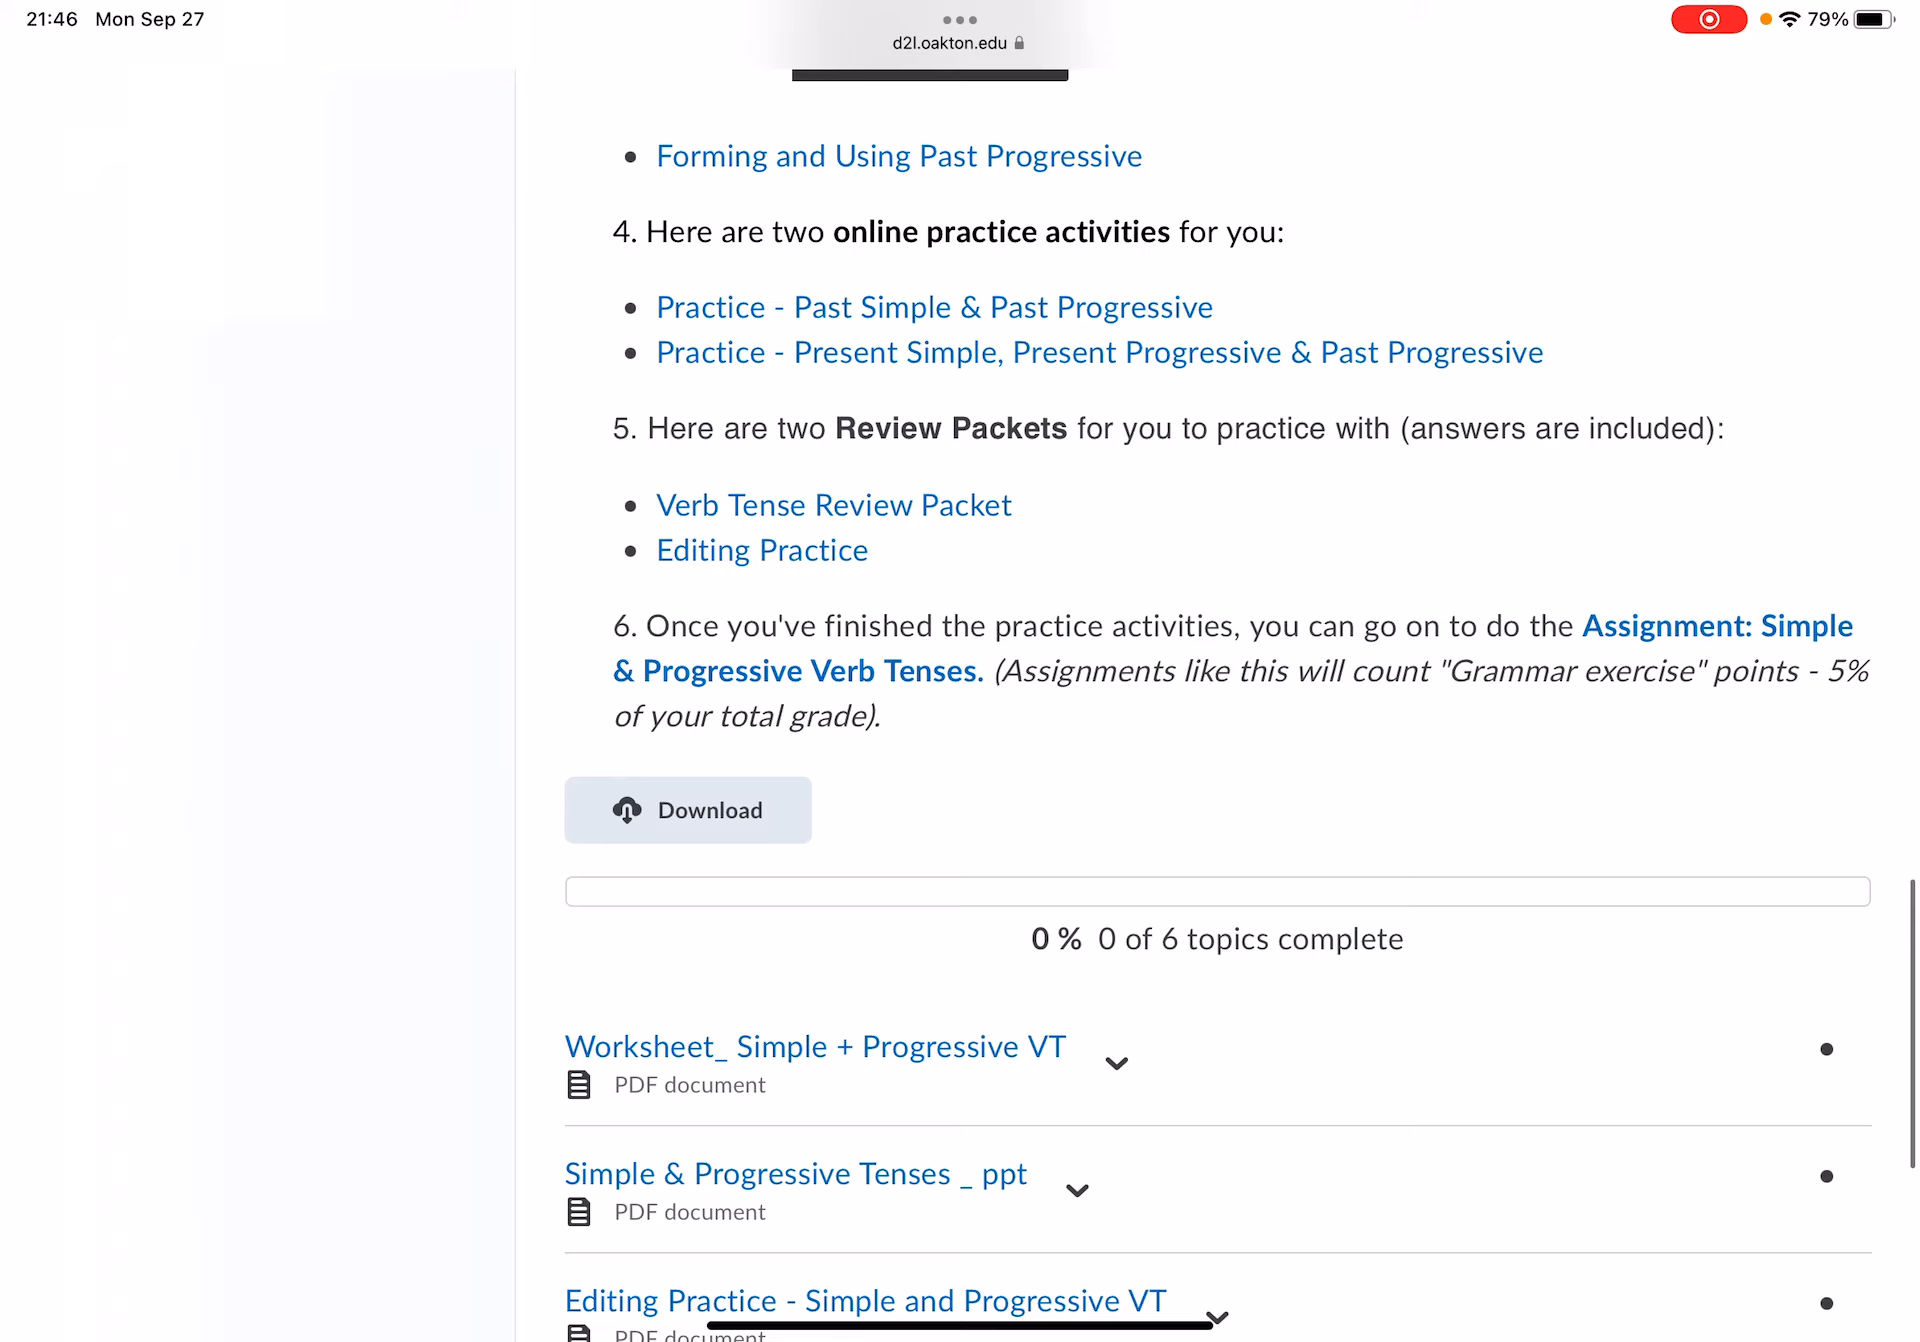 21:46 Mon Sep 27
79%
d2l.oakton.edu
Forming and Using Past Progressive
4. Here are two online practice activities for you:
Practice - Past Simple & Past Progressive
Practice - Present Simple, Present Progressive & Past Progressive
5. Here are two Review Packets for you to practice with (answers are included):
Verb Tense Review Packet
Editing Practice
6. Once you've finished the practice activities, you can go on to do the Assignment: Simple
& Progressive Verb Tenses. (Assignments like this will count "Grammar exercise" points - 5%
of your total grade).
Download
0 % 0 of 6 topics complete
Worksheet_ Simple + Progressive VT
PDF document
Simple & Progressive Tenses _ ppt
PDF document
Editing Practice - Simple and Progressive VT
PDF document